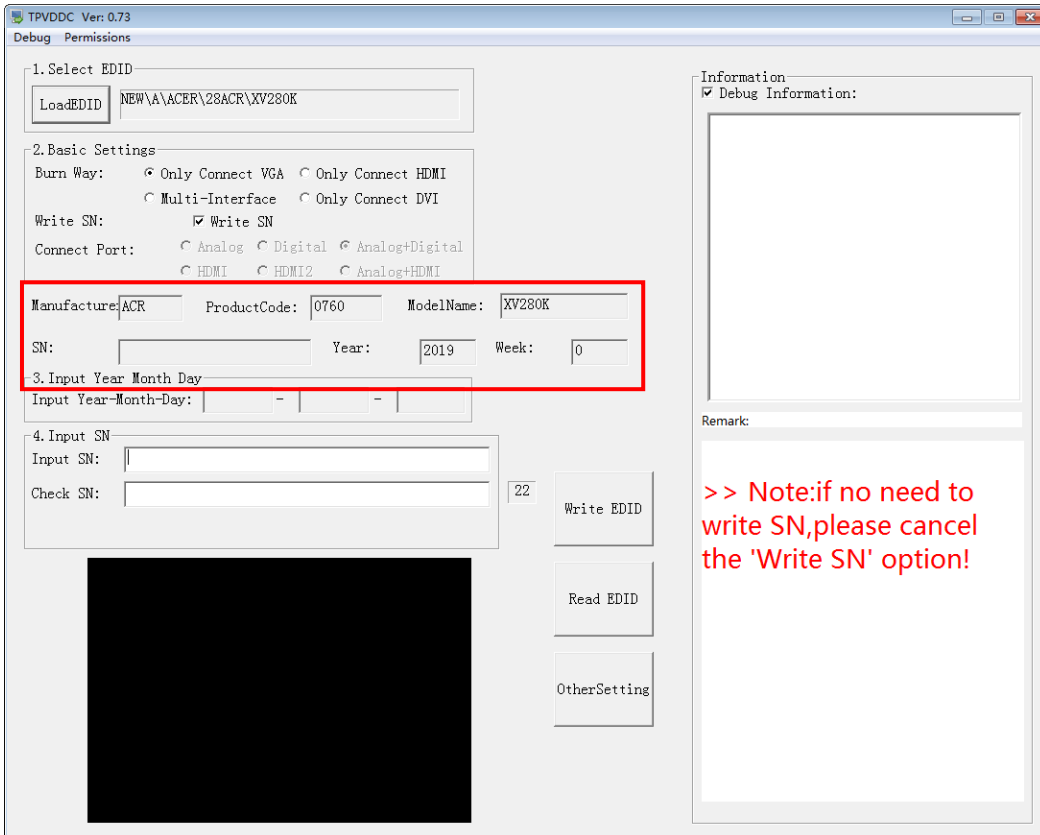 TPVDDC Ver: 0.73
Debug Permissions
1.Select EDID
LoadEDID NEW\A\ACER\28ACR\XV280K
2.Basic Settings
Burn Way: Only Connect VGA Only Connect HDMI
Multi-Interface Only Connect DVI
Write SN: Write SN
Connect Port: Analog Digital Analog+Digital
HDMI HDMI2 Analog+HDMI
Manufacture: ACR ProductCode: 0760 ModelName: XV280K
SN: Year: 2019 Week: 0
3.Input Year Month Day
Input Year-Month-Day: - -
4.Input SN
Input SN:
Check SN:
22
Write EDID
Read EDID
OtherSetting
Information
Debug Information:
Remark:
>> Note:if no need to
write SN,please cancel
the 'Write SN' option!